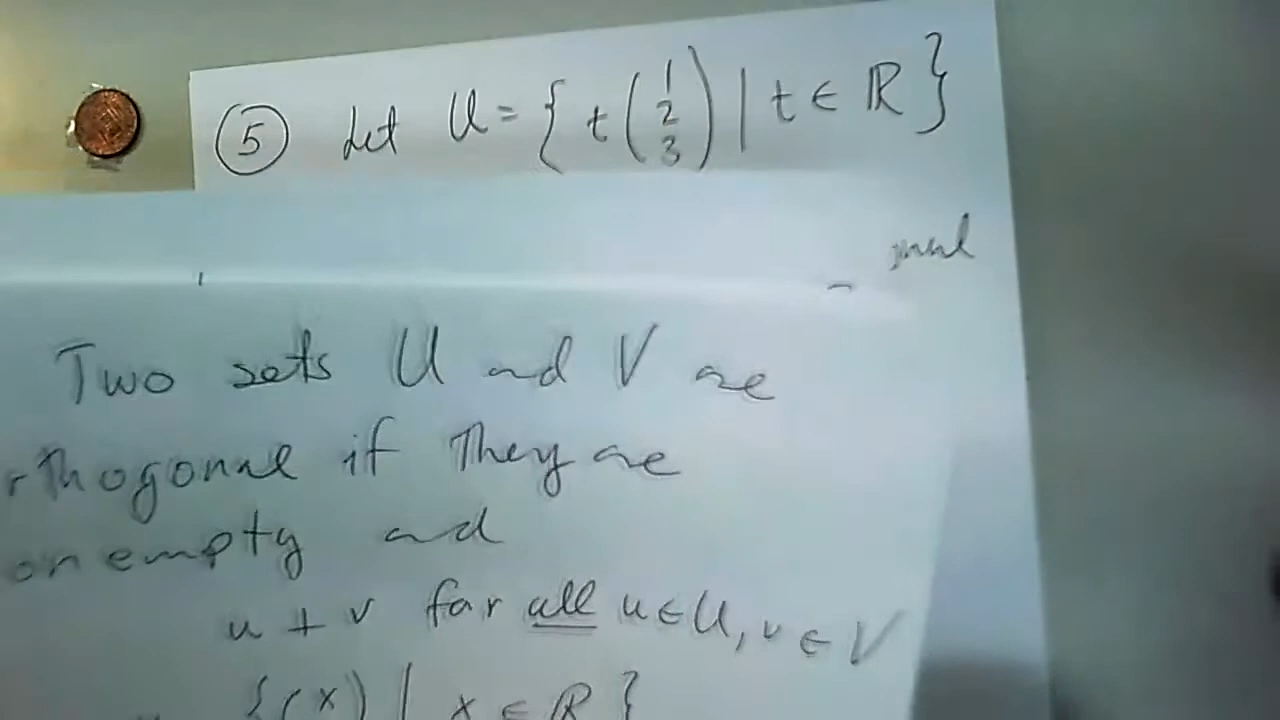 ⑤ Let U = { t (1 2 3) | t ∈ ℝ }
Two sets U and V are
rthogonal if they are
onempty and
u ⊥ v for all u ∈ U, v ∈ V
{ ( x ) | x ∈ ℝ }